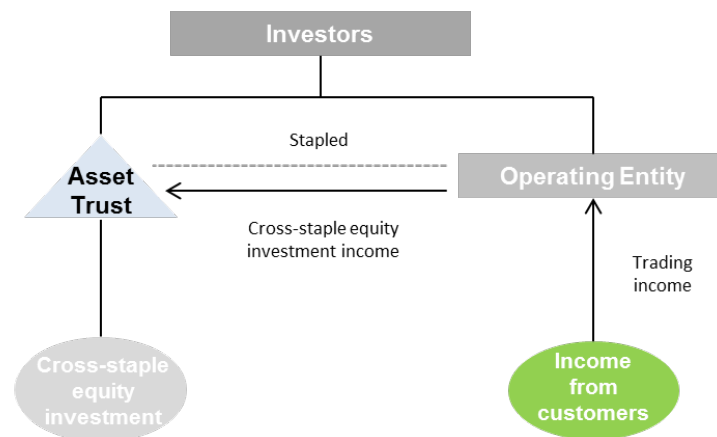 Investors
Stapled
Asset
Trust
Operating Entity
Cross-staple equity
investment income
Trading
income
Cross-staple
equity
investment
Income
from
customers